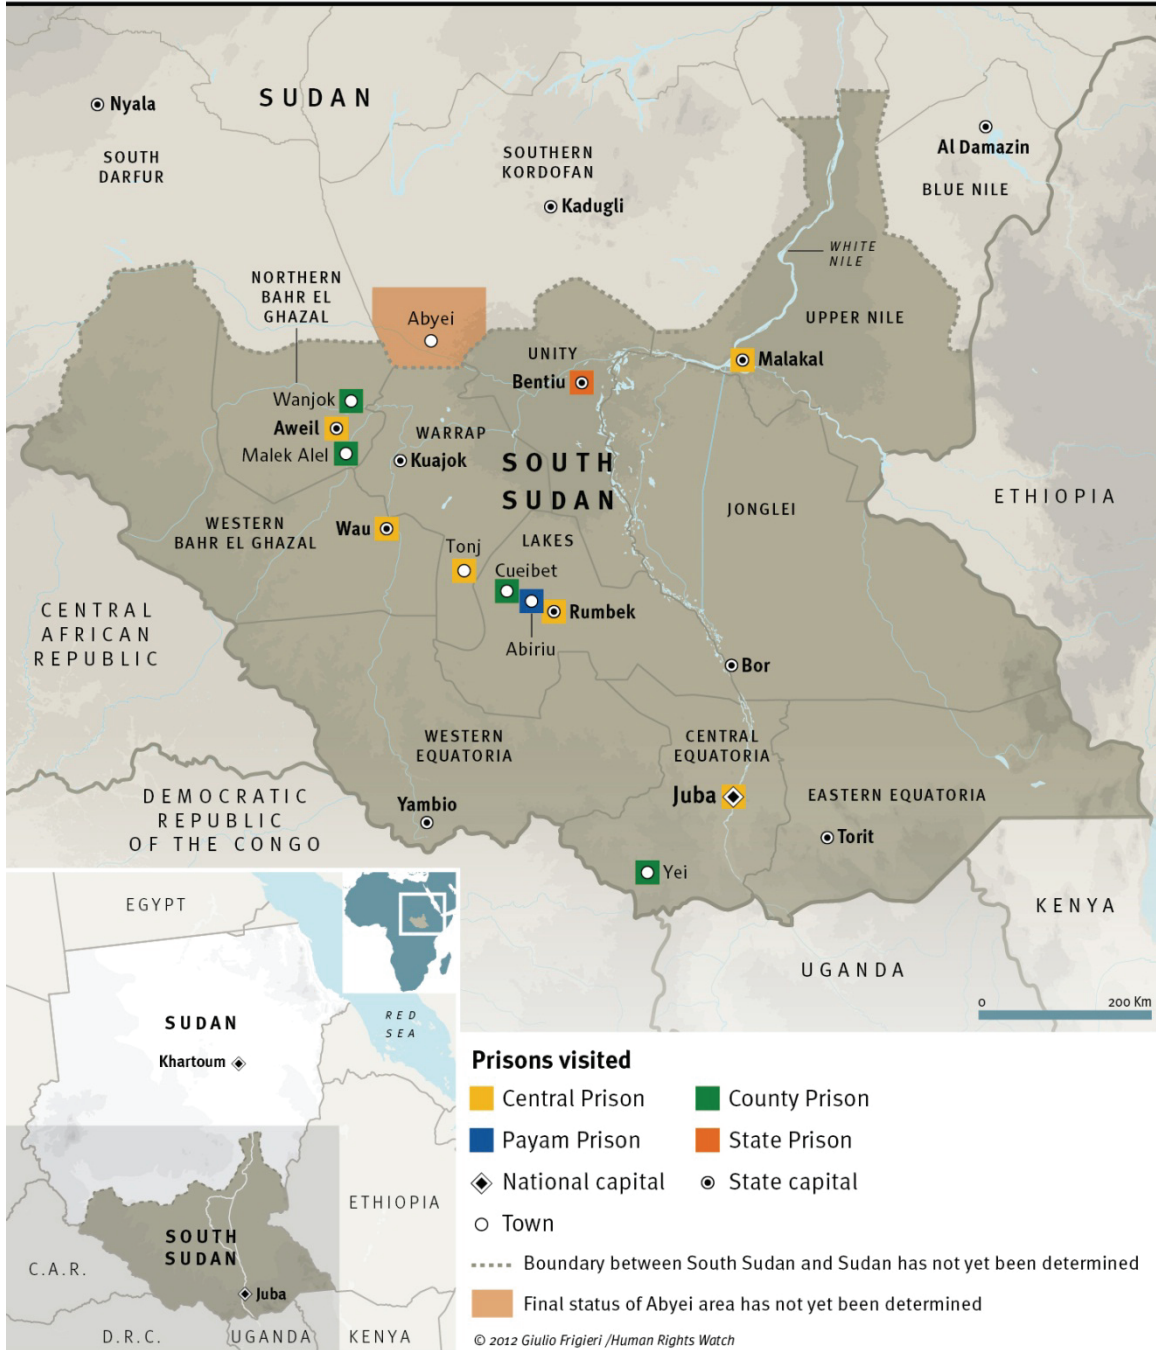 SUDAN
Nyala
SOUTH
DARFUR
SOUTHERN
KORDOFAN
Kadugli
Al Damazin
BLUE NILE
WHITE
NILE
NORTHERN
BAHR EL
GHAZAL
Abyei
UPPER NILE
UNITY
Bentiu
Malakal
Wanjok
Aweil
Malek Alel
WARRAP
Kuajok
SOUTH
SUDAN
JONGLEI
ETHIOPIA
WESTERN
BAHR EL GHAZAL
Wau
Tonj
LAKES
Cueibet
Rumbek
Abiriu
CENTRAL
AFRICAN
REPUBLIC
Bor
WESTERN
EQUATORIA
CENTRAL
EQUATORIA
Juba
EASTERN EQUATORIA
DEMOCRATIC
REPUBLIC
OF THE CONGO
Yambio
Torit
Yei
KENYA
UGANDA
0 200 Km
EGYPT
RED
SEA
SUDAN
Khartoum
ETHIOPIA
SOUTH
SUDAN
C.A.R.
Juba
D.R.C.
UGANDA
KENYA
Prisons visited
Central Prison
County Prison
Payam Prison
State Prison
National capital
State capital
Town
Boundary between South Sudan and Sudan has not yet been determined
Final status of Abyei area has not yet been determined
© 2012 Giulio Frigieri /Human Rights Watch